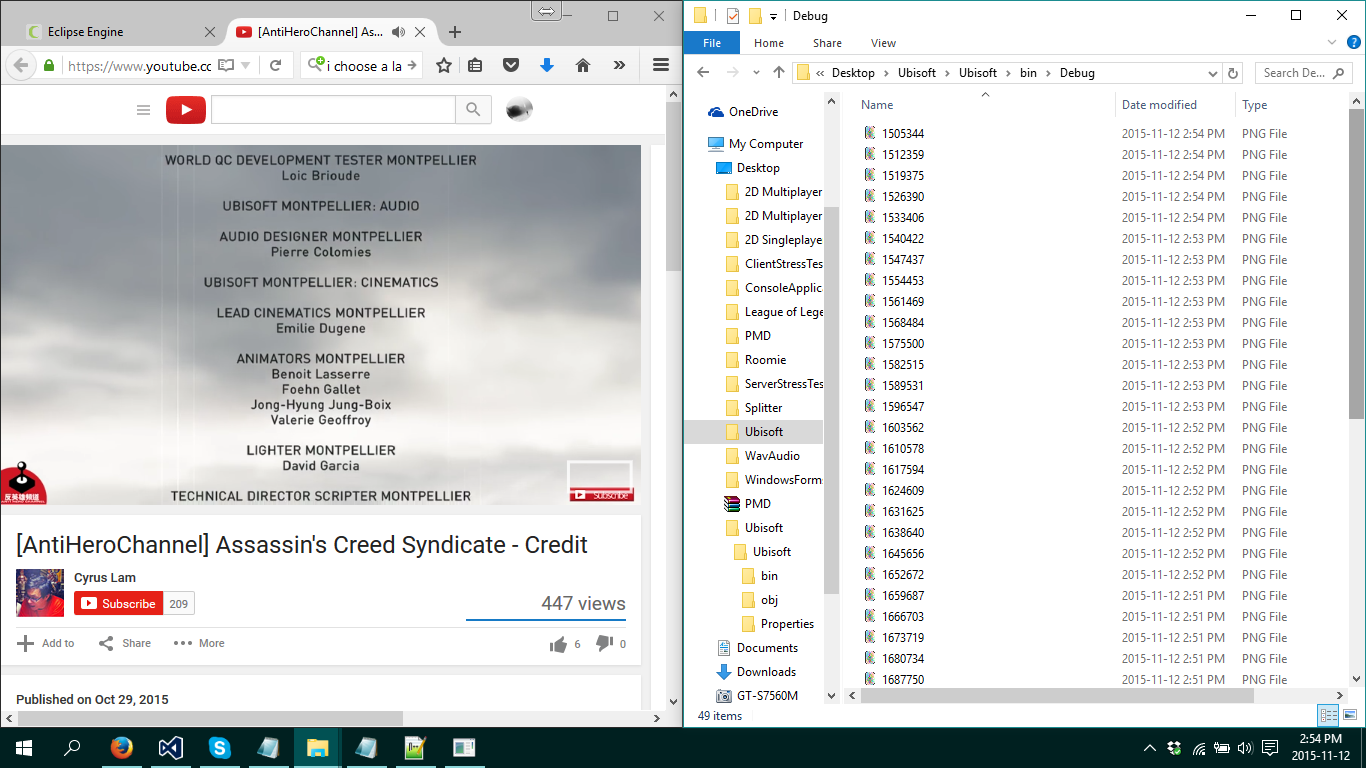 Eclipse Engine
[AntiHeroChannel] As...
https://www.youtube.cc
i choose a la
WORLD QC DEVELOPMENT TESTER MONTPELLIER
Loic Brioude
UBISOFT MONTPELLIER: AUDIO
AUDIO DESIGNER MONTPELLIER
Pierre Colomies
UBISOFT MONTPELLIER: CINEMATICS
LEAD CINEMATICS MONTPELLIER
Emilie Dugene
ANIMATORS MONTPELLIER
Benoit Lasserre
Foehn Gallet
Jong-Hyung Jung-Boix
Valerie Geoffroy
LIGHTER MONTPELLIER
David Garcia
TECHNICAL DIRECTOR SCRIPTER MONTPELLIER
反英雄頻道
Subscribe
[AntiHeroChannel] Assassin's Creed Syndicate - Credit
Cyrus Lam
Subscribe 209
447 views
Add to Share More 6 0
Published on Oct 29, 2015
Debug
File Home Share View
« Desktop Ubisoft Ubisoft bin Debug
Search De...
OneDrive
My Computer
Desktop
2D Multiplayer
2D Multiplayer
2D Singleplaye
ClientStressTes
ConsoleApplic
League of Lege
PMD
Roomie
ServerStressTes
Splitter
Ubisoft
WavAudio
WindowsForm
PMD
Ubisoft
Ubisoft
bin
obj
Properties
Documents
Downloads
GT-S7560M
Name Date modified Type
1505344 2015-11-12 2:54 PM PNG File
1512359 2015-11-12 2:54 PM PNG File
1519375 2015-11-12 2:54 PM PNG File
1526390 2015-11-12 2:54 PM PNG File
1533406 2015-11-12 2:54 PM PNG File
1540422 2015-11-12 2:53 PM PNG File
1547437 2015-11-12 2:53 PM PNG File
1554453 2015-11-12 2:53 PM PNG File
1561469 2015-11-12 2:53 PM PNG File
1568484 2015-11-12 2:53 PM PNG File
1575500 2015-11-12 2:53 PM PNG File
1582515 2015-11-12 2:53 PM PNG File
1589531 2015-11-12 2:53 PM PNG File
1596547 2015-11-12 2:53 PM PNG File
1603562 2015-11-12 2:52 PM PNG File
1610578 2015-11-12 2:52 PM PNG File
1617594 2015-11-12 2:52 PM PNG File
1624609 2015-11-12 2:52 PM PNG File
1631625 2015-11-12 2:52 PM PNG File
1638640 2015-11-12 2:52 PM PNG File
1645656 2015-11-12 2:52 PM PNG File
1652672 2015-11-12 2:52 PM PNG File
1659687 2015-11-12 2:51 PM PNG File
1666703 2015-11-12 2:51 PM PNG File
1673719 2015-11-12 2:51 PM PNG File
1680734 2015-11-12 2:51 PM PNG File
1687750 2015-11-12 2:51 PM PNG File
49 items
2:54 PM
2015-11-12